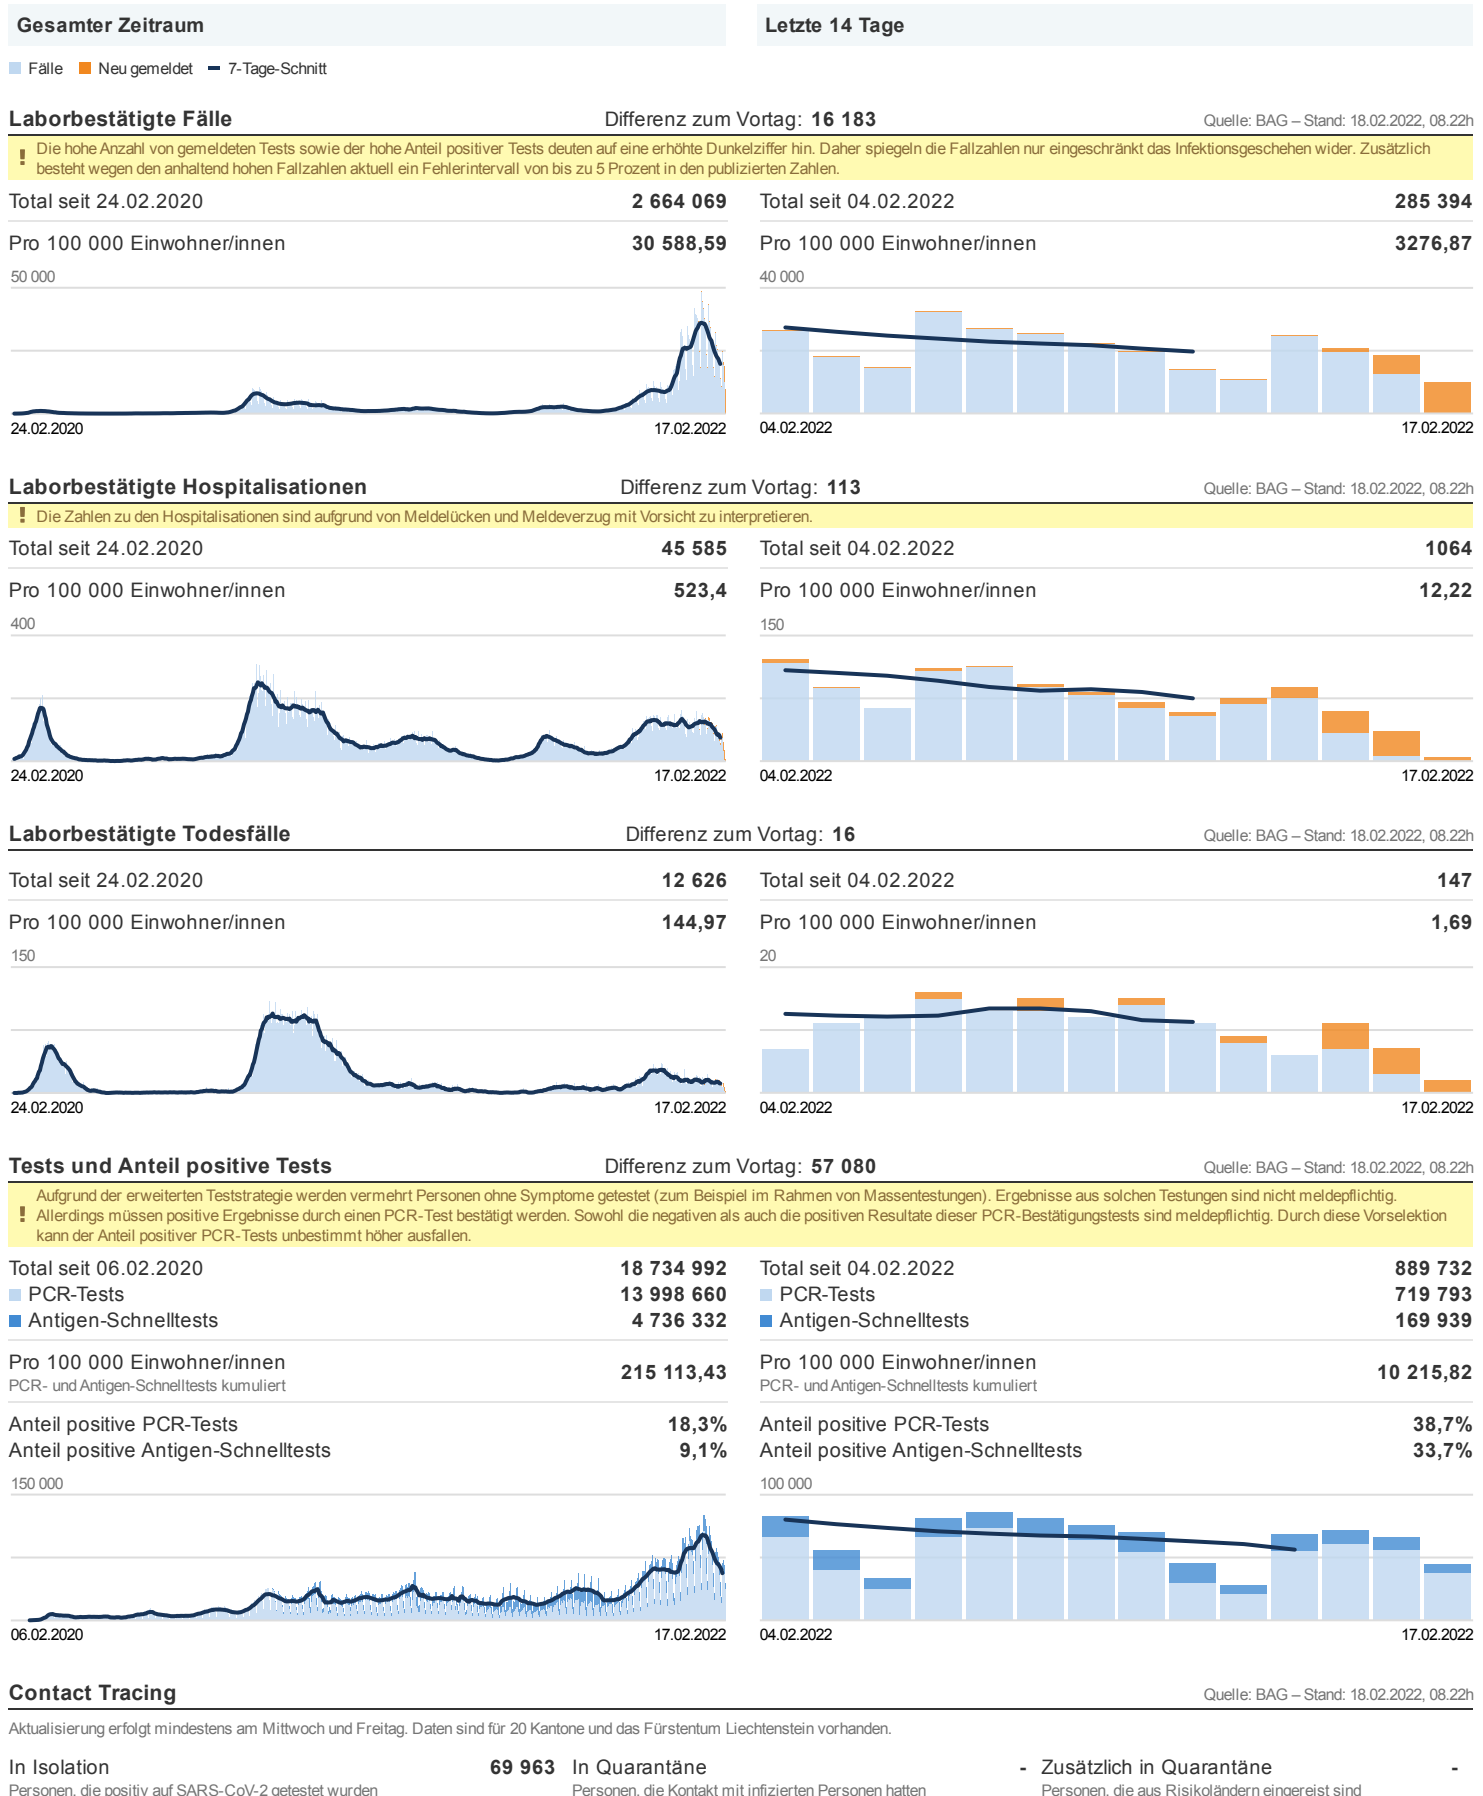 Gesamter Zeitraum
Letzte 14 Tage
Fälle Neu gemeldet 7-Tage-Schnitt
Laborbestätigte Fälle Differenz zum Vortag: 16 183 Quelle: BAG – Stand: 18.02.2022, 08.22h
! Die hohe Anzahl von gemeldeten Tests sowie der hohe Anteil positiver Tests deuten auf eine erhöhte Dunkelziffer hin. Daher spiegeln die Fallzahlen nur eingeschränkt das Infektionsgeschehen wider. Zusätzlich
besteht wegen den anhaltend hohen Fallzahlen aktuell ein Fehlerintervall von bis zu 5 Prozent in den publizierten Zahlen.
Total seit 24.02.2020 2 664 069
Pro 100 000 Einwohner/innen 30 588,59
50 000
24.02.2020 17.02.2022
Total seit 04.02.2022 285 394
Pro 100 000 Einwohner/innen 3276,87
40 000
04.02.2022 17.02.2022
Laborbestätigte Hospitalisationen Differenz zum Vortag: 113 Quelle: BAG – Stand: 18.02.2022, 08.22h
! Die Zahlen zu den Hospitalisationen sind aufgrund von Meldelücken und Meldeverzug mit Vorsicht zu interpretieren.
Total seit 24.02.2020 45 585
Pro 100 000 Einwohner/innen 523,4
400
24.02.2020 17.02.2022
Total seit 04.02.2022 1064
Pro 100 000 Einwohner/innen 12,22
150
04.02.2022 17.02.2022
Laborbestätigte Todesfälle Differenz zum Vortag: 16 Quelle: BAG – Stand: 18.02.2022, 08.22h
Total seit 24.02.2020 12 626
Pro 100 000 Einwohner/innen 144,97
150
24.02.2020 17.02.2022
Total seit 04.02.2022 147
Pro 100 000 Einwohner/innen 1,69
20
04.02.2022 17.02.2022
Tests und Anteil positive Tests Differenz zum Vortag: 57 080 Quelle: BAG – Stand: 18.02.2022, 08.22h
Aufgrund der erweiterten Teststrategie werden vermehrt Personen ohne Symptome getestet (zum Beispiel im Rahmen von Massentestungen). Ergebnisse aus solchen Testungen sind nicht meldepflichtig.
! Allerdings müssen positive Ergebnisse durch einen PCR-Test bestätigt werden. Sowohl die negativen als auch die positiven Resultate dieser PCR-Bestätigungstests sind meldepflichtig. Durch diese Vorselektion
kann der Anteil positiver PCR-Tests unbestimmt höher ausfallen.
Total seit 06.02.2020 18 734 992
PCR-Tests 13 998 660
Antigen-Schnelltests 4 736 332
Pro 100 000 Einwohner/innen 215 113,43
PCR- und Antigen-Schnelltests kumuliert
Anteil positive PCR-Tests 18,3%
Anteil positive Antigen-Schnelltests 9,1%
150 000
06.02.2020 17.02.2022
Total seit 04.02.2022 889 732
PCR-Tests 719 793
Antigen-Schnelltests 169 939
Pro 100 000 Einwohner/innen 10 215,82
PCR- und Antigen-Schnelltests kumuliert
Anteil positive PCR-Tests 38,7%
Anteil positive Antigen-Schnelltests 33,7%
100 000
04.02.2022 17.02.2022
Contact Tracing Quelle: BAG – Stand: 18.02.2022, 08.22h
Aktualisierung erfolgt mindestens am Mittwoch und Freitag. Daten sind für 20 Kantone und das Fürstentum Liechtenstein vorhanden.
In Isolation 69 963
Personen, die positiv auf SARS-CoV-2 getestet wurden
In Quarantäne -
Personen, die Kontakt mit infizierten Personen hatten
Zusätzlich in Quarantäne -
Personen, die aus Risikoländern eingereist sind